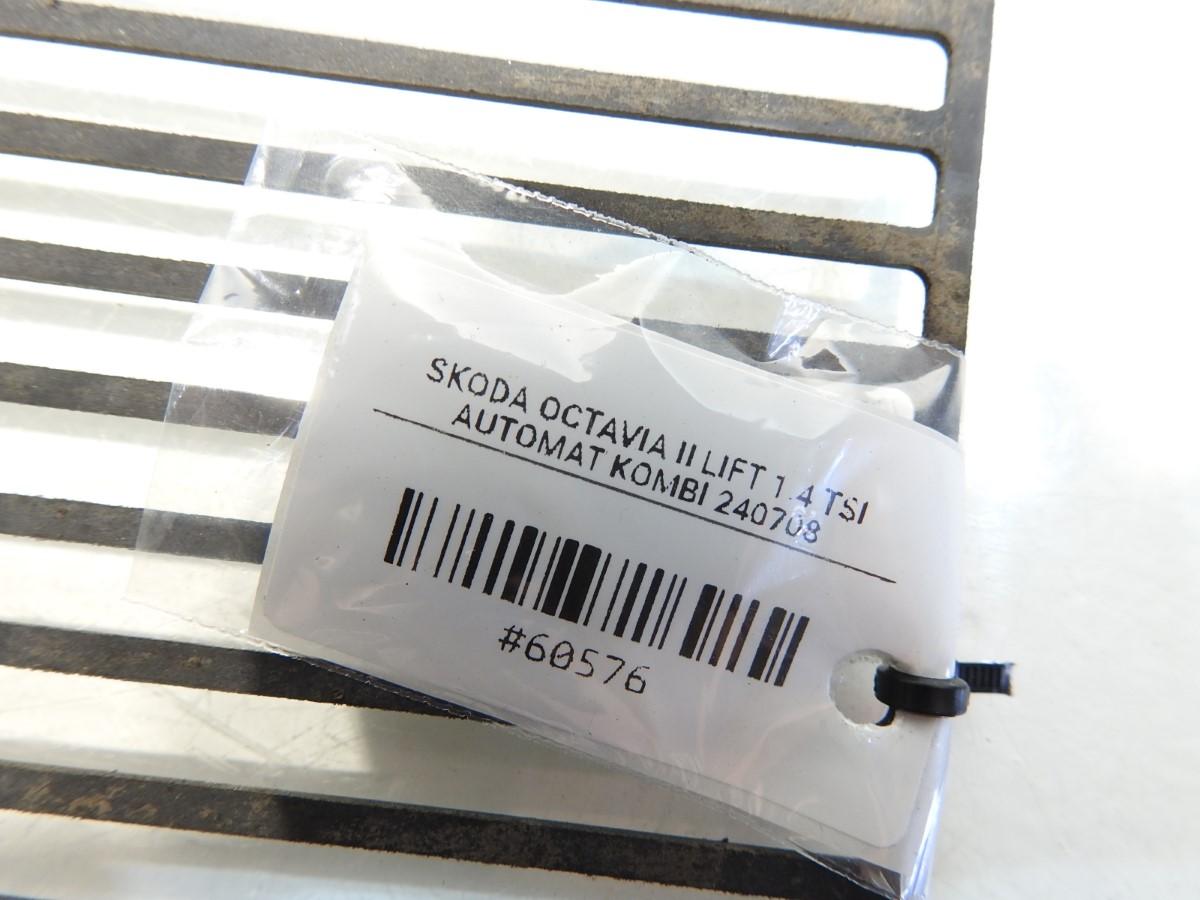 SKODA OCTAVIA II LIFT 1.4 TSI
AUTOMAT KOMBI 240708
#60576